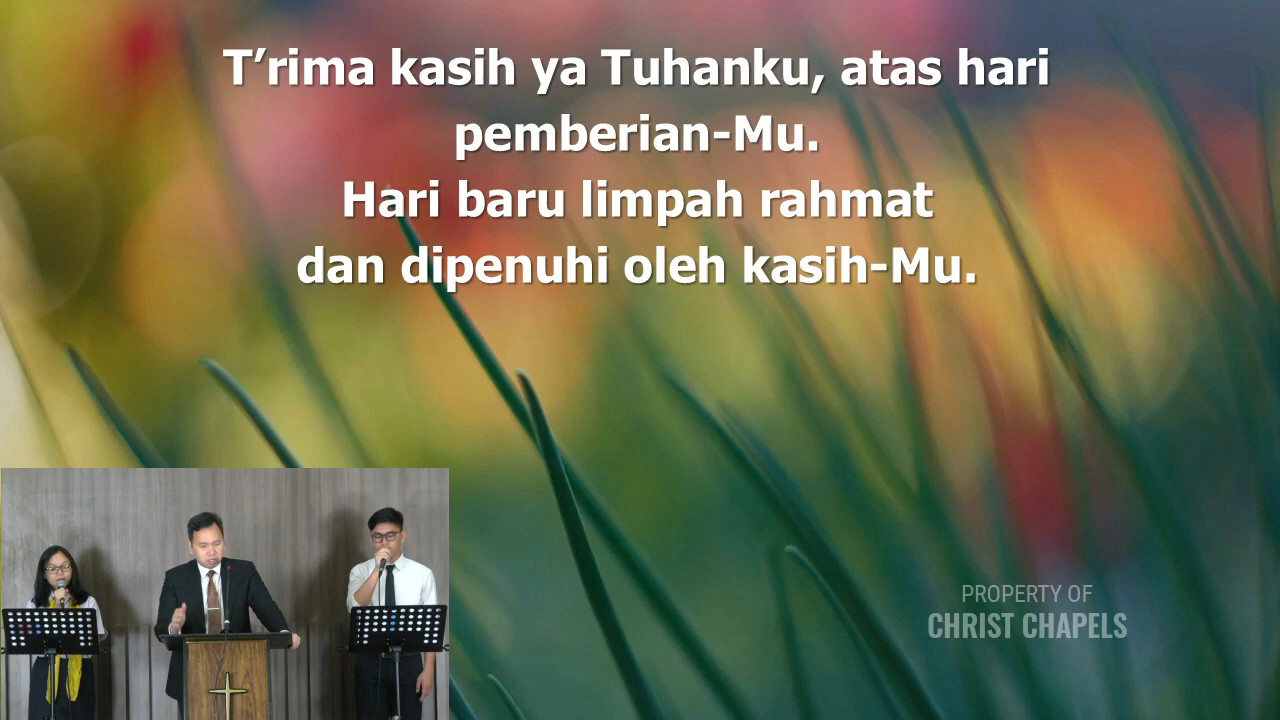 T’rima kasih ya Tuhanku, atas hari
pemberian-Mu.
Hari baru limpah rahmat
dan dipenuhi oleh kasih-Mu.
PROPERTY OF
CHRIST CHAPELS